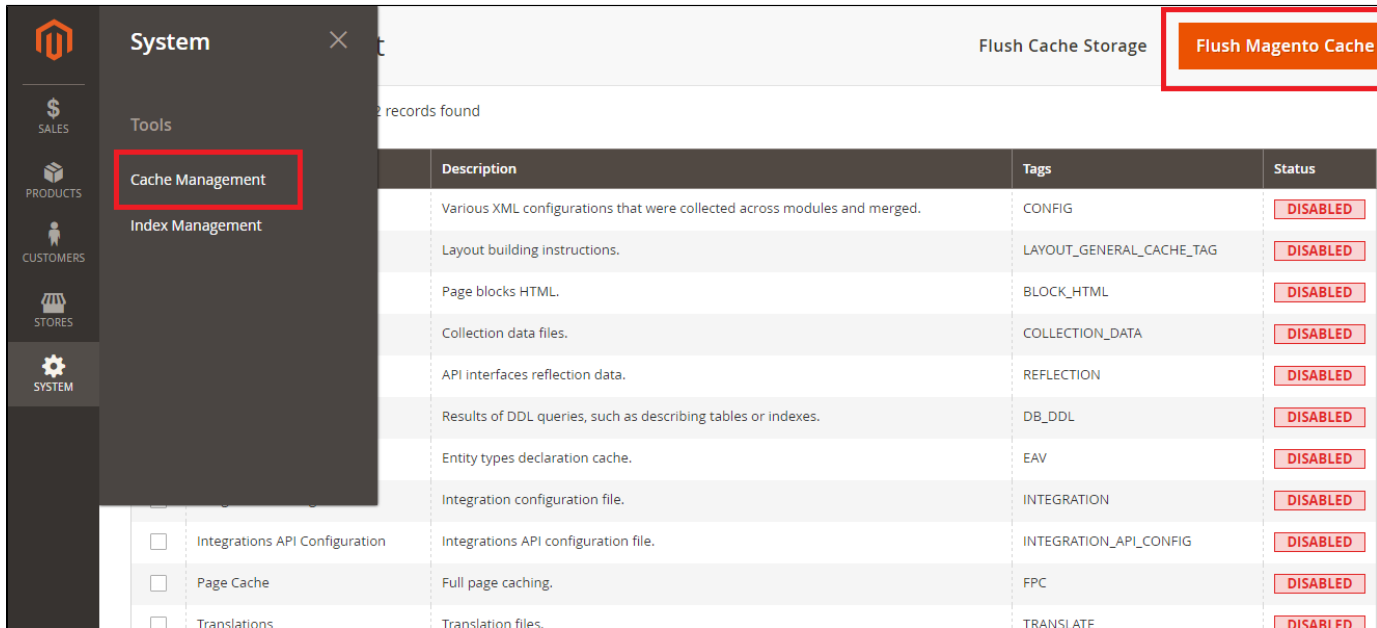 System
t
Flush Cache Storage
Flush Magento Cache
SALES
PRODUCTS
CUSTOMERS
STORES
SYSTEM
Tools
Cache Management
Index Management
2 records found
Description Tags Status
Various XML configurations that were collected across modules and merged. CONFIG DISABLED
Layout building instructions. LAYOUT_GENERAL_CACHE_TAG DISABLED
Page blocks HTML. BLOCK_HTML DISABLED
Collection data files. COLLECTION_DATA DISABLED
API interfaces reflection data. REFLECTION DISABLED
Results of DDL queries, such as describing tables or indexes. DB_DDL DISABLED
Entity types declaration cache. EAV DISABLED
Integration configuration file. INTEGRATION DISABLED
Integrations API Configuration Integrations API configuration file. INTEGRATION_API_CONFIG DISABLED
Page Cache Full page caching. FPC DISABLED
Translations Translation files. TRANSLATE DISABLED